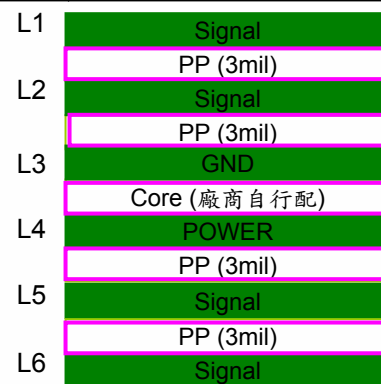 L1 Signal
PP (3mil)
L2 Signal
PP (3mil)
L3 GND
Core (廠商自行配)
L4 POWER
PP (3mil)
L5 Signal
PP (3mil)
L6 Signal